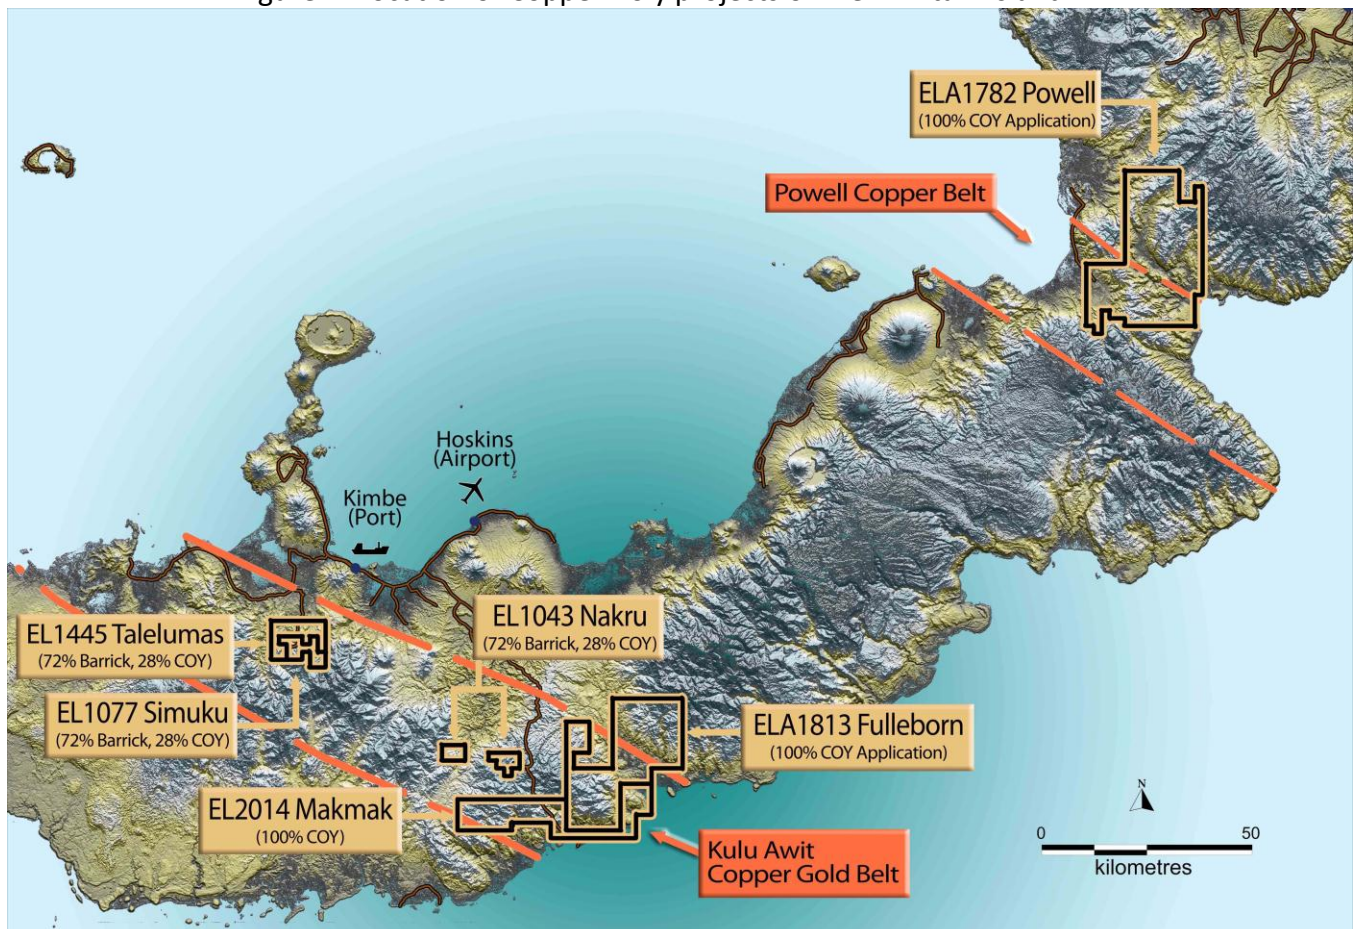 projects
ELA1782 Powell
(100% COY Application)
Powell Copper Belt
Hoskins
(Airport)
Kimbe
(Port)
EL1445 Talelumas
(72% Barrick, 28% COY)
EL1043 Nakru
(72% Barrick, 28% COY)
EL1077 Simuku
(72% Barrick, 28% COY)
ELA1813 Fulleborn
(100% COY Application)
EL2014 Makmak
(100% COY)
Kulu Awit
Copper Gold Belt
N
0 50
kilometres